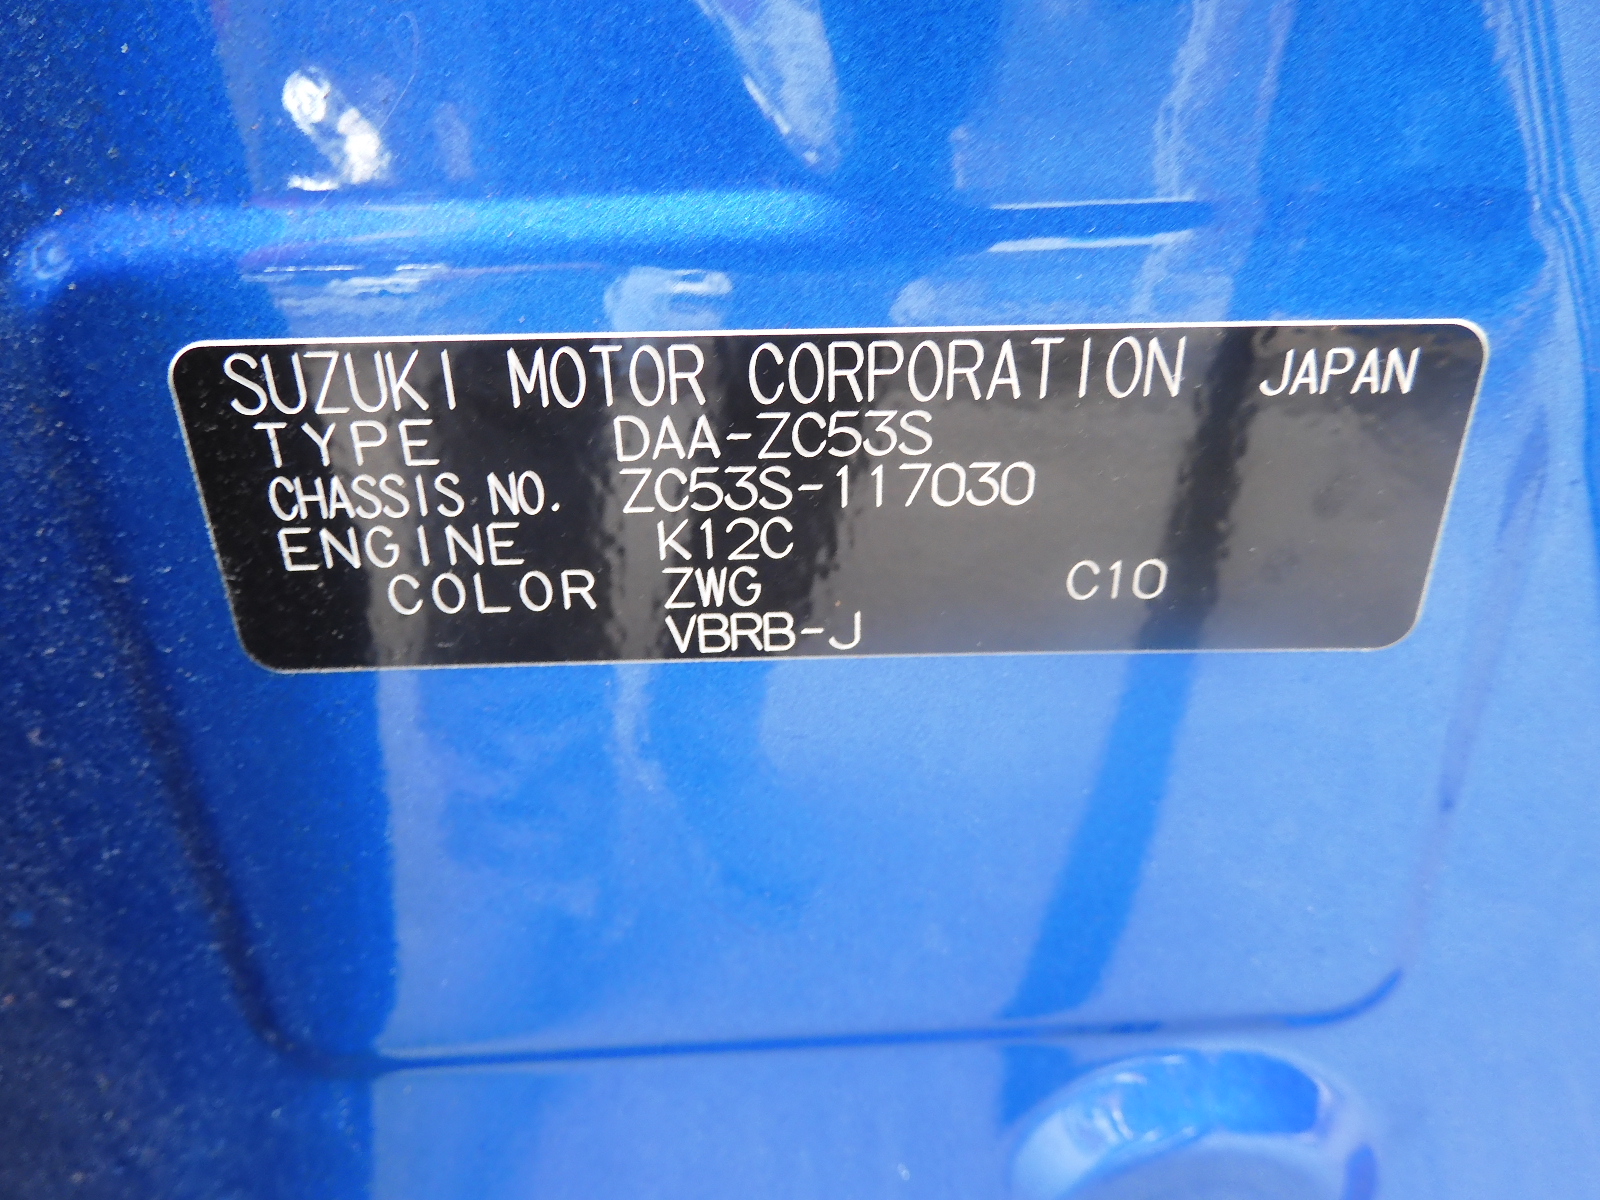 SUZUKI MOTOR CORPORATION JAPAN
TYPE DAA-ZC53S
CHASSIS NO. ZC53S-117030
ENGINE K12C
COLOR ZWG C10
VBRB-J